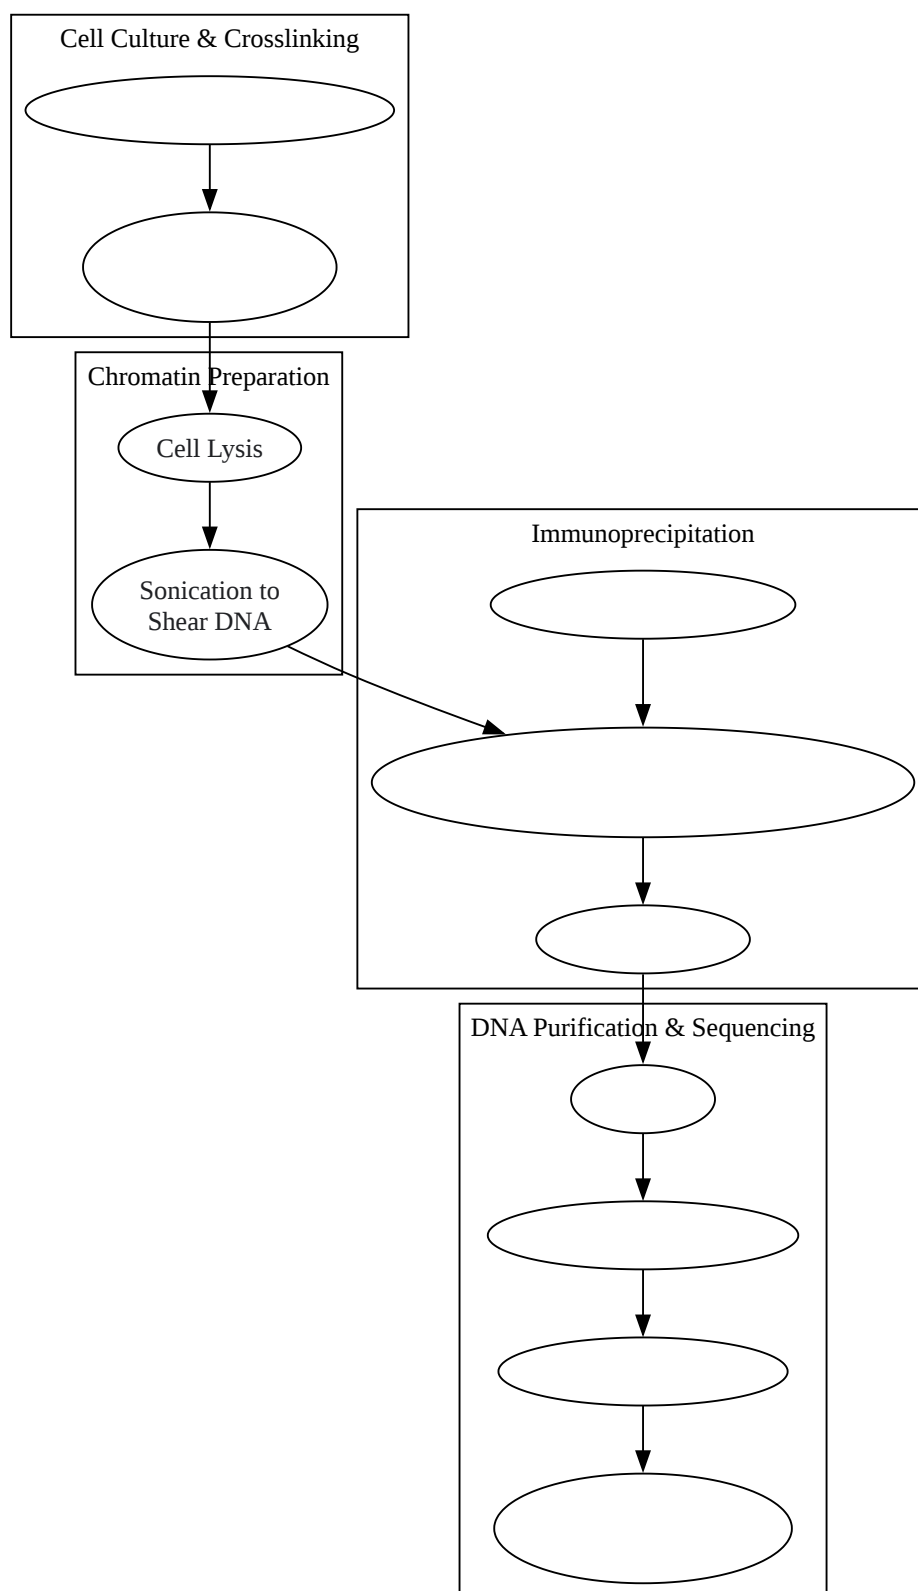 Cell Culture & Crosslinking
Chromatin Preparation
Cell Lysis
Sonication to
Shear DNA
Immunoprecipitation
DNA Purification & Sequencing